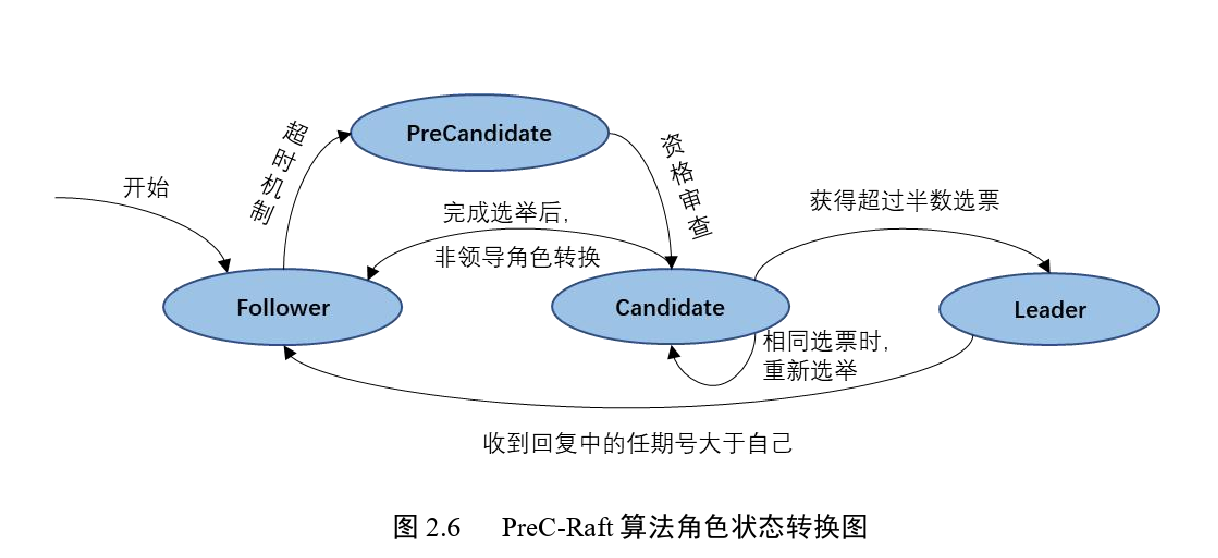 超时机制
PreCandidate
资格审查
开始
完成选举后，
非领导角色转换
获得超过半数选票
Follower
Candidate
Leader
相同选票时，
重新选举
收到回复中的任期号大于自己
图 2.6 PreC-Raft 算法角色状态转换图